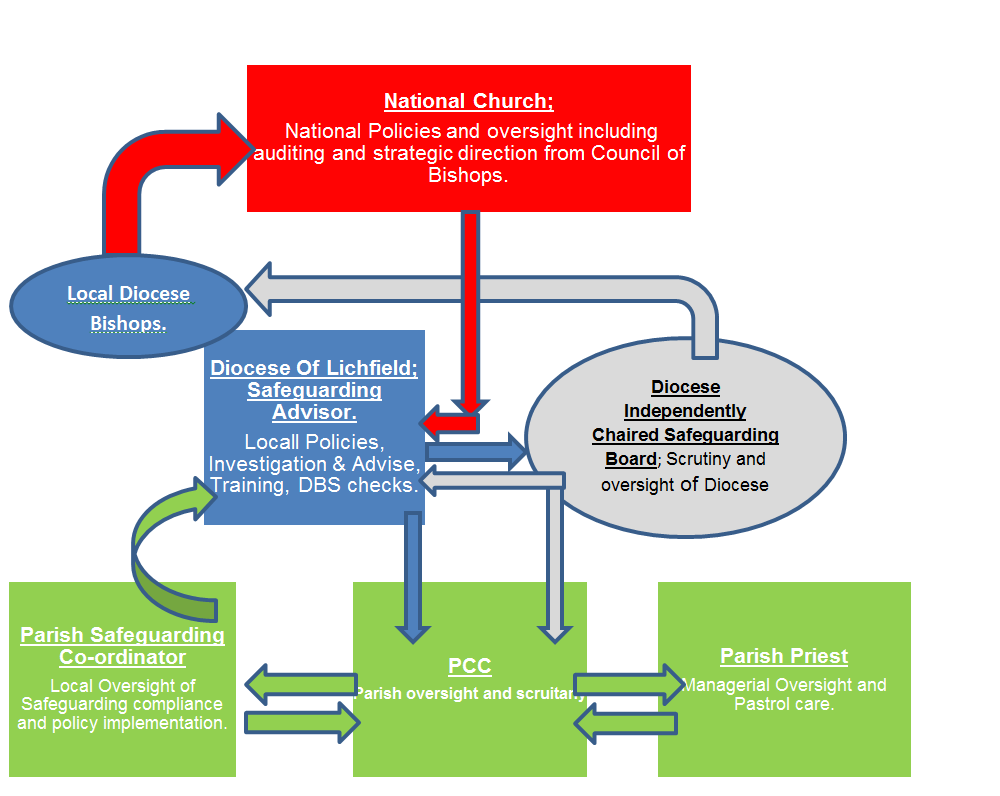 National Church;
National Policies and oversight including
auditing and strategic direction from Council of
Bishops.
Local Diocese
Bishops.
Diocese Of Lichfield;
Safeguarding
Advisor.
Locall Policies,
Investigation & Advise,
Training, DBS checks.
Diocese
Independently
Chaired Safeguarding
Board; Scrutiny and
oversight of Diocese
Parish Safeguarding
Co-ordinator
Local Oversight of
Safeguarding compliance
and policy implementation.
PCC
Parish oversight and scruitany
Parish Priest
Managerial Oversight and
Pastrol care.